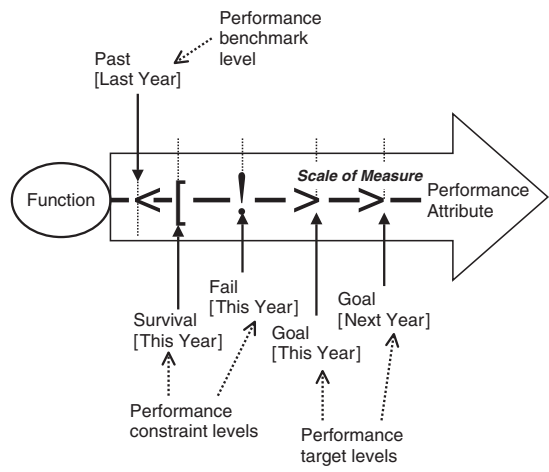 Performance
benchmark
level
Past
[Last Year]
Scale of Measure
Function
< [ ! > >
Performance
Attribute
Survival
[This Year]
Fail
[This Year]
Goal
[This Year]
Goal
[Next Year]
Performance
constraint levels
Performance
target levels